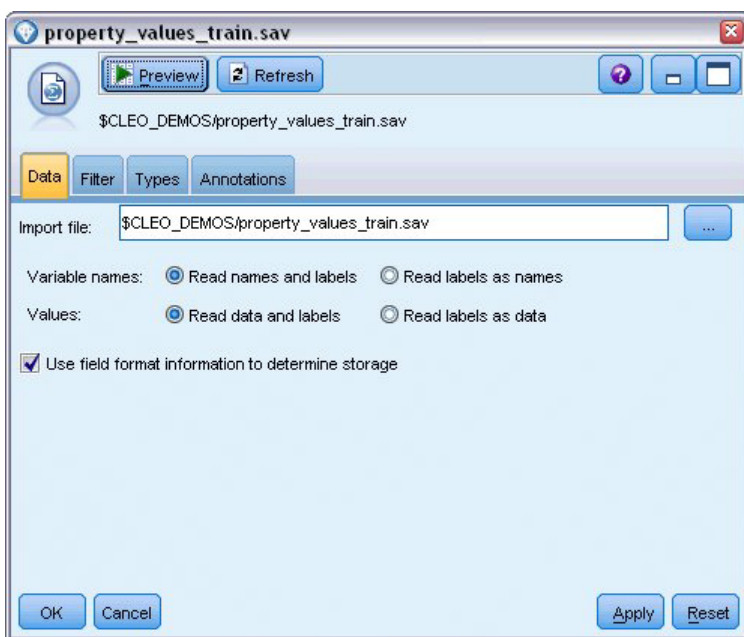 property_values_train.sav
Preview Refresh ?
$CLEO_DEMOS/property_values_train.sav
Data Filter Types Annotations
Import file: $CLEO_DEMOS/property_values_train.sav ...
Variable names: Read names and labels Read labels as names
Values: Read data and labels Read labels as data
Use field format information to determine storage
OK Cancel Apply Reset